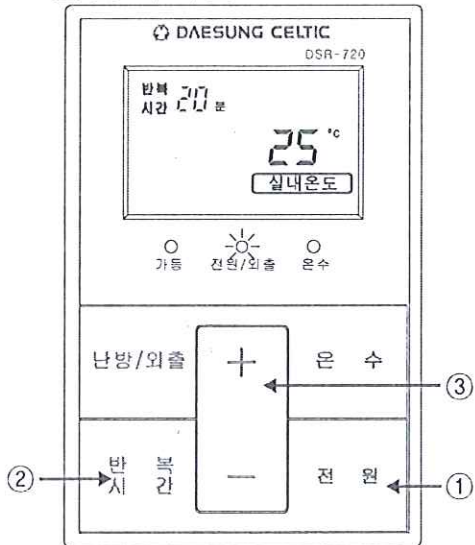 DAESUNG CELTIC
DSR-720
반복
시간 20 분
25 °C
실내온도
가동 전원/외출 온수
난방/외출 + 온 수
③
반 복
시 간
②
− 전 원
①